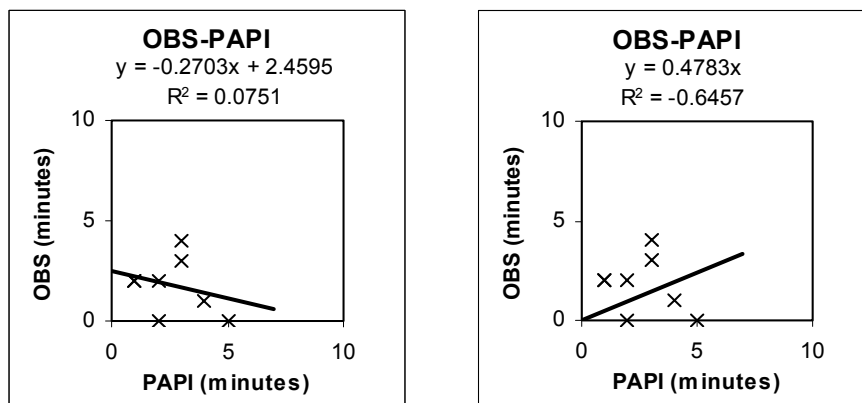 OBS-PAPI
y = -0.2703x + 2.4595
R² = 0.0751
10
5
0
0 5 10
OBS (minutes)
PAPI (minutes)
OBS-PAPI
y = 0.4783x
R² = -0.6457
10
5
0
0 5 10
OBS (minutes)
PAPI (minutes)